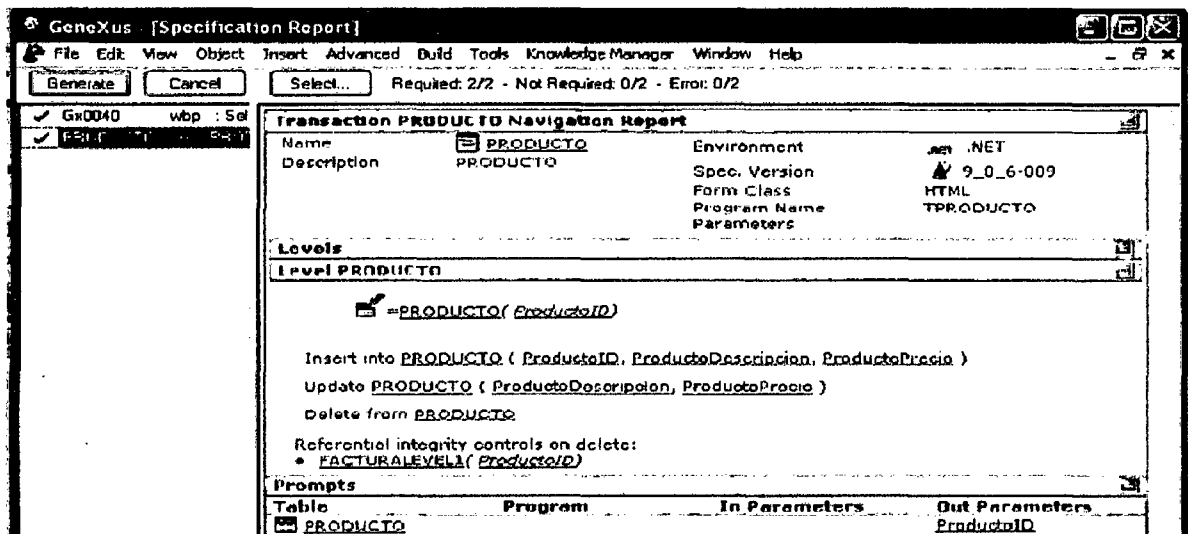 GeneXus - [Specification Report]
File Edit View Object Insert Advanced Build Tools Knowledge Manager Window Help
Generate Cancel Select... Required: 2/2 - Not Required: 0/2 - Error: 0/2
Gx0040 wbp : Sel
Transaction PRODUCTO Navigation Report
Name PRODUCTO Environment .net .NET
Description PRODUCTO Spec. Version 9_0_6-009
Form Class HTML
Program Name TPRODUCTO
Parameters
Levels
Level PRODUCTO
=PRODUCTO( ProductoID)
Insert into PRODUCTO ( ProductoID, ProductoDescripcion, ProductoPrecio )
Update PRODUCTO ( ProductoDescripcion, ProductoPrecio )
Delete from PRODUCTO
Referential integrity controls on delete:
• FACTURALEVEL1( ProductoID)
Prompts
Table Program In Parameters Out Parameters
PRODUCTO ProductoID